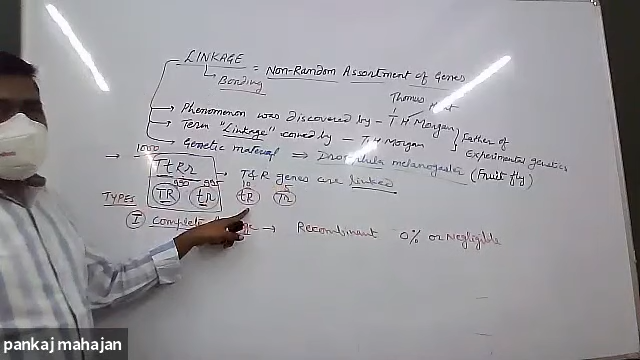 LINKAGE = Non-Random Assortment of Genes
Bonding
Thomas Hunt
Phenomenon was discovered by - T H Morgan
Term "Linkage" coined by - T H Morgan
Father of Experimental genetics
Genetic material ⇒ Drosophila melanogaster (Fruit fly)
1000
TtRr → T & R genes are linked
TR tr tR Tr
10 5
TYPES
I Complete → Recombinant 0% or Negligible
pankaj mahajan